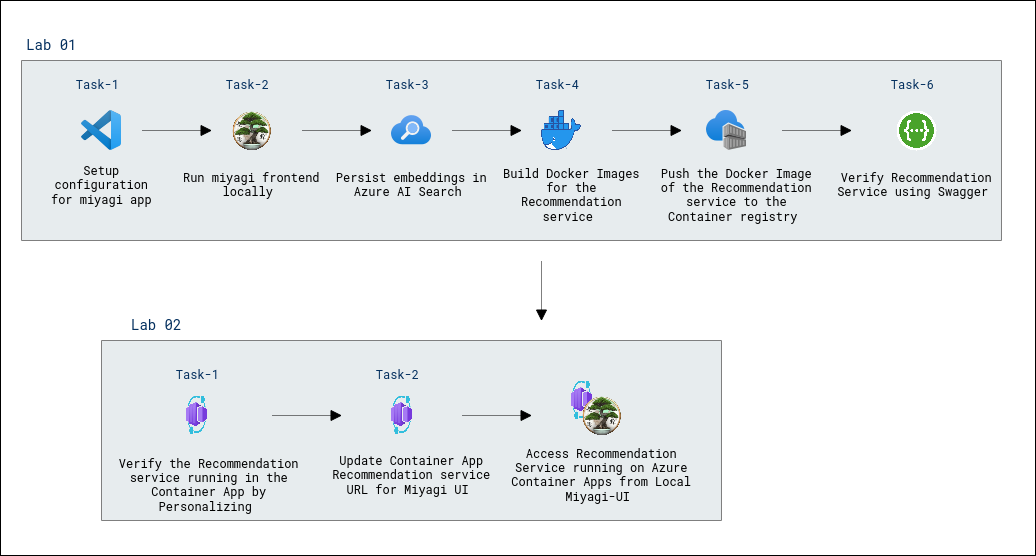 Lab 01
Task-1
Task-2
Task-3
Task-4
Task-5
Task-6
Setup
configuration
for miyagi app
Run miyagi frontend
locally
Persist embeddings in
Azure AI Search
Build Docker Images
for the
Recommendation
service
Push the Docker Image
of the Recommendation
service to the
Container registry
Verify Recommendation
Service using Swagger
Lab 02
Task-1
Task-2
Verify the Recommendation
service running in the
Container App by
Personalizing
Update Container App
Recommendation service
URL for Miyagi UI
Access Recommendation
Service running on Azure
Container Apps from Local
Miyagi-UI